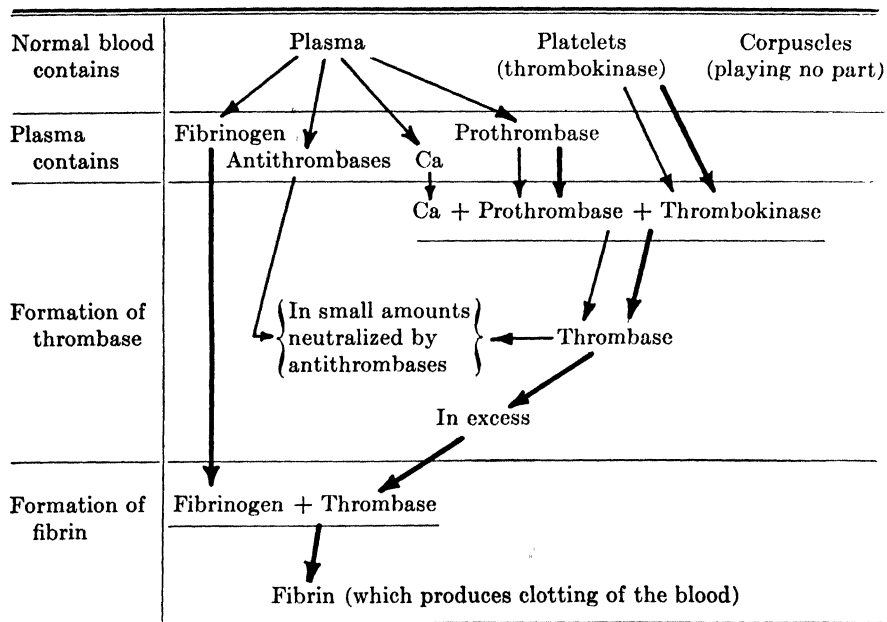 Normal blood contains
Plasma
Platelets
(thrombokinase)
Corpuscles
(playing no part)
Plasma contains
Fibrinogen
Antithrombases
Ca
Prothrombase
Ca + Prothrombase + Thrombokinase
Formation of thrombase
In small amounts
neutralized by
antithrombases
Thrombase
In excess
Formation of fibrin
Fibrinogen + Thrombase
Fibrin (which produces clotting of the blood)